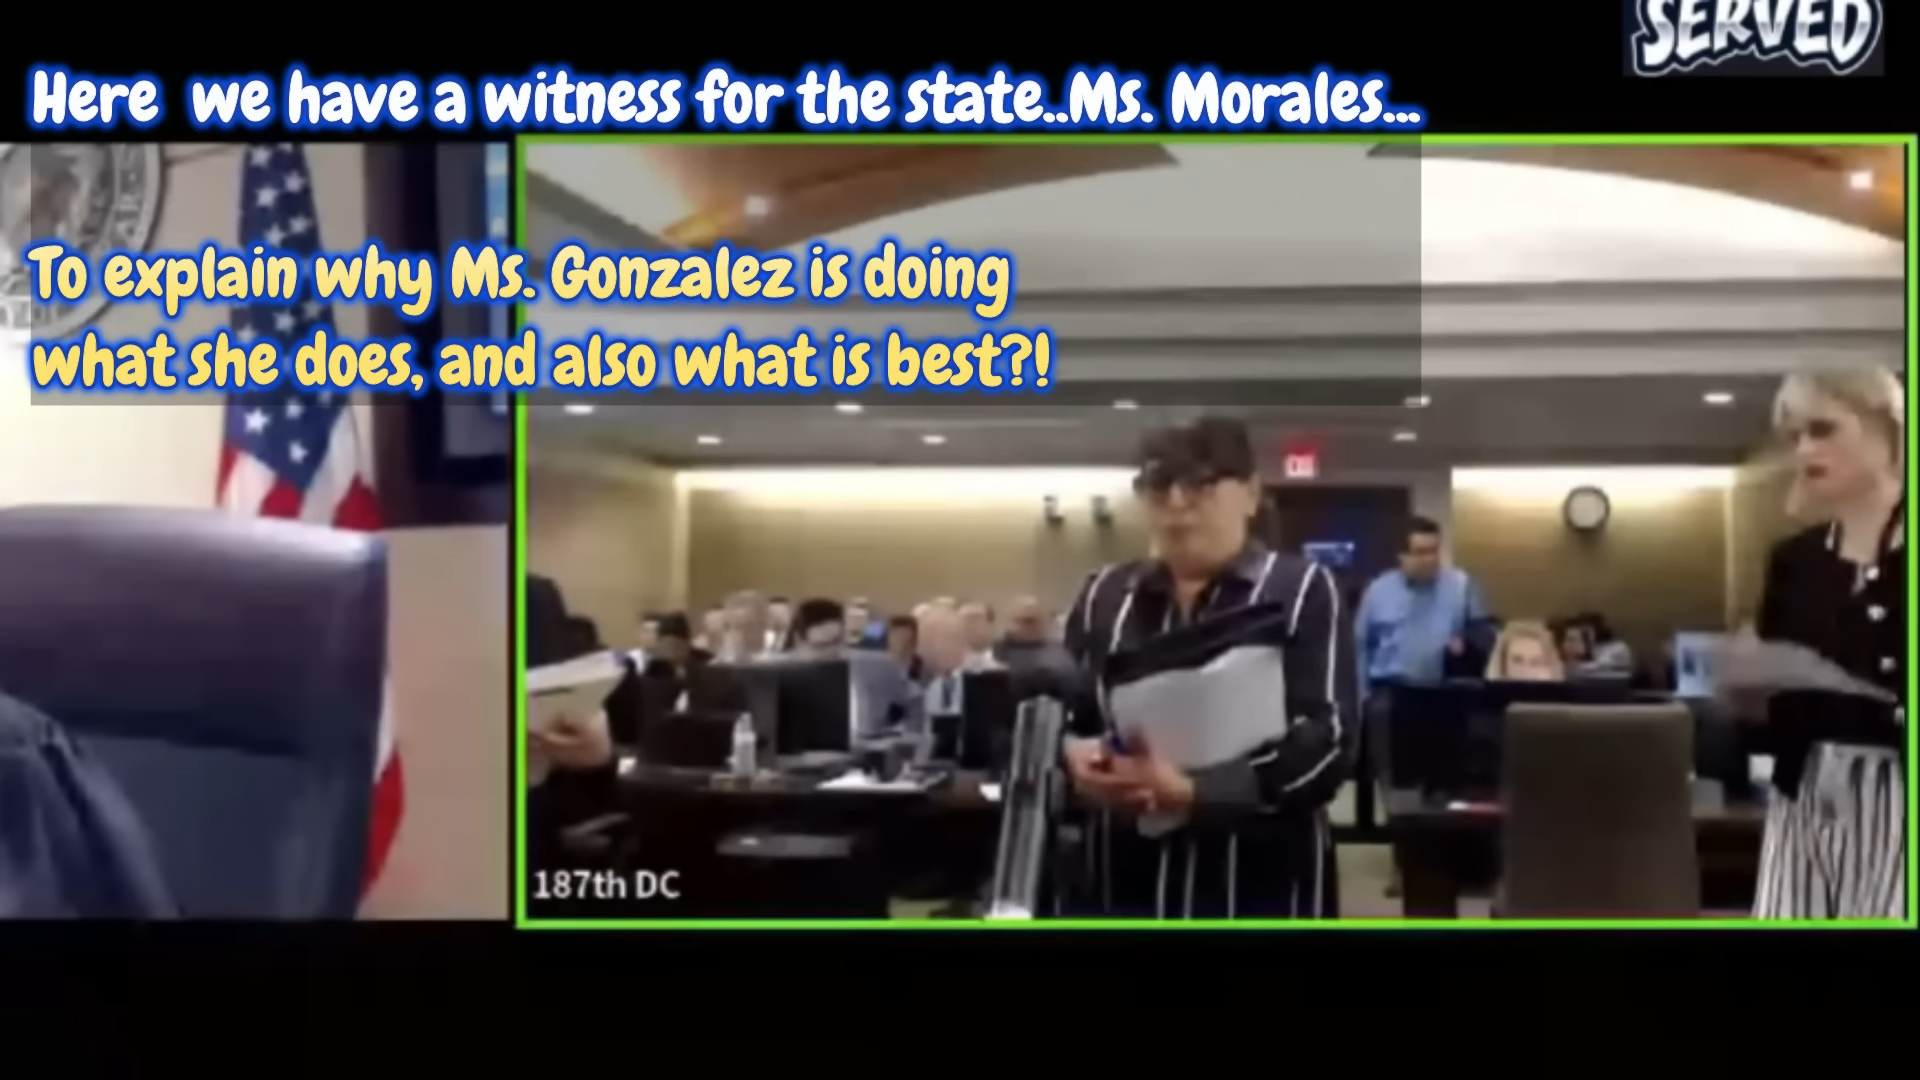 SERVED
Here we have a witness for the state..Ms. Morales...
To explain why Ms. Gonzalez is doing
what she does, and also what is best?!
187th DC